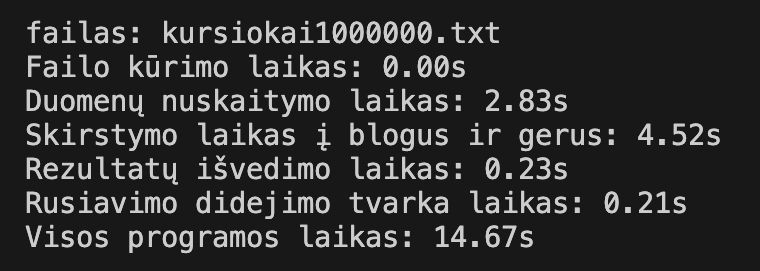 failas: kursiokai1000000.txt
Failo kūrimo laikas: 0.00s
Duomenų nuskaitymo laikas: 2.83s
Skirstymo laikas į blogus ir gerus: 4.52s
Rezultatų išvedimo laikas: 0.23s
Rusiavimo didejimo tvarka laikas: 0.21s
Visos programos laikas: 14.67s